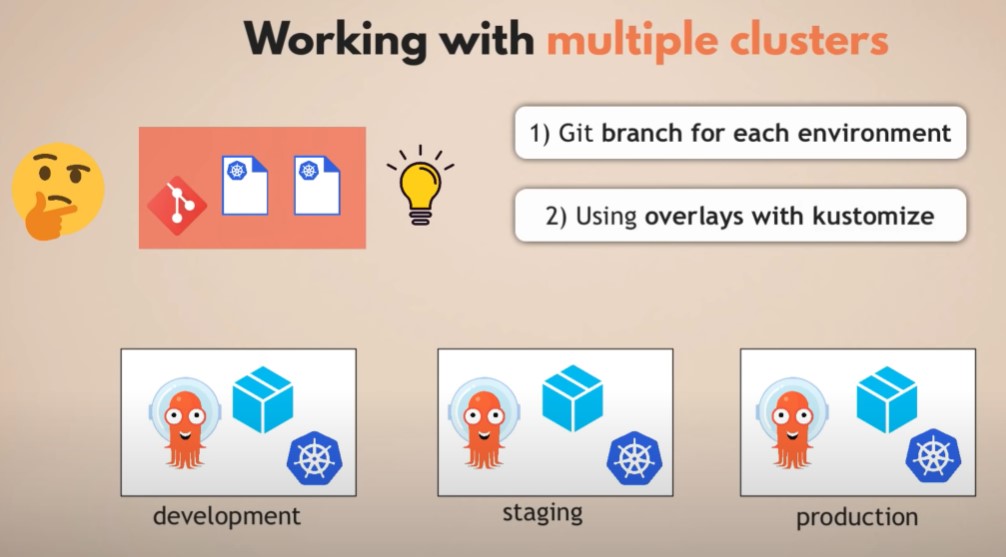 Working with multiple clusters
1) Git branch for each environment
2) Using overlays with kustomize
development
staging
production